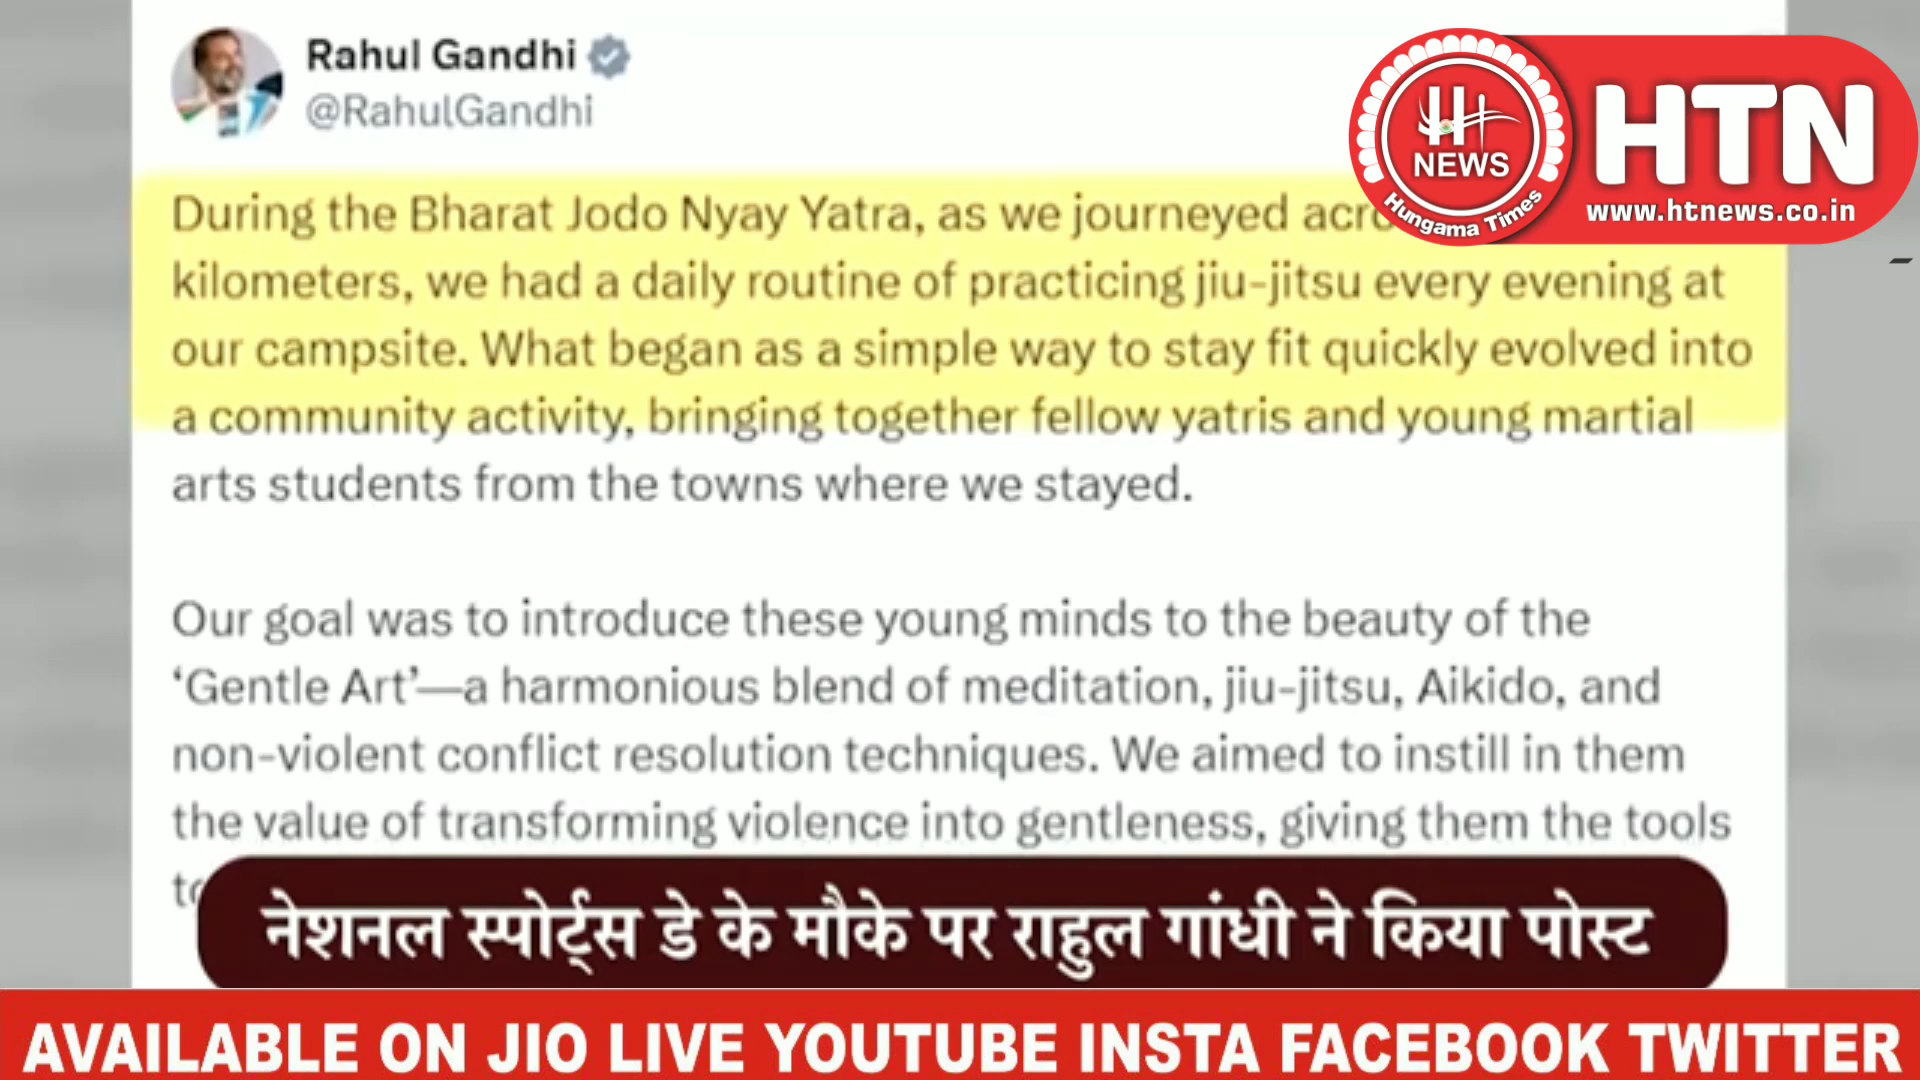 Rahul Gandhi
@RahulGandhi
During the Bharat Jodo Nyay Yatra, as we journeyed
kilometers, we had a daily routine of practicing jiu-jitsu every evening at
our campsite. What began as a simple way to stay fit quickly evolved into
a community activity, bringing together fellow yatris and young martial
arts students from the towns where we stayed.
Our goal was to introduce these young minds to the beauty of the
‘Gentle Art’—a harmonious blend of meditation, jiu-jitsu, Aikido, and
non-violent conflict resolution techniques. We aimed to instill in them
the value of transforming violence into gentleness, giving them the tools
H
NEWS
Hungama Times
HTN
www.htnews.co.in
नेशनल स्पोर्ट्स डे के मौके पर राहुल गांधी ने किया पोस्ट
AVAILABLE ON JIO LIVE YOUTUBE INSTA FACEBOOK TWITTER